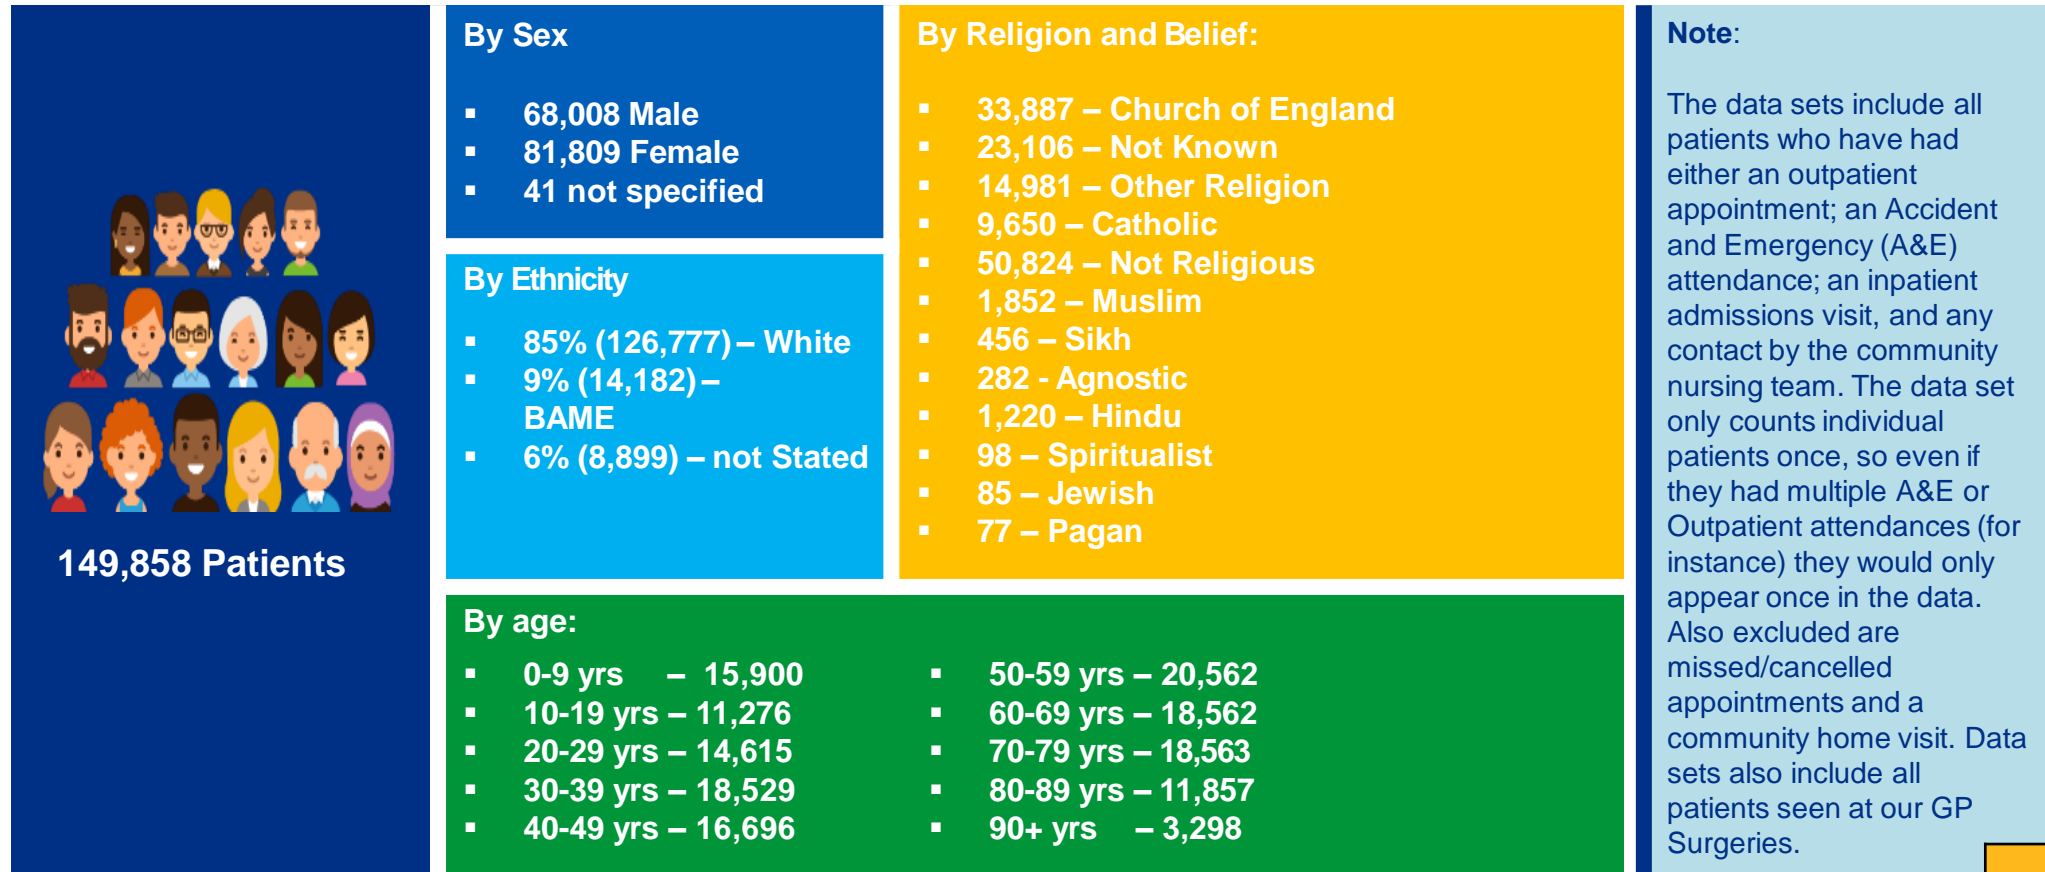 149,858 Patients
By Sex
▪ 68,008 Male
▪ 81,809 Female
▪ 41 not specified
By Ethnicity
▪ 85% (126,777) – White
▪ 9% (14,182) –
BAME
▪ 6% (8,899) – not Stated
By Religion and Belief:
▪ 33,887 – Church of England
▪ 23,106 – Not Known
▪ 14,981 – Other Religion
▪ 9,650 – Catholic
▪ 50,824 – Not Religious
▪ 1,852 – Muslim
▪ 456 – Sikh
▪ 282 - Agnostic
▪ 1,220 – Hindu
▪ 98 – Spiritualist
▪ 85 – Jewish
▪ 77 – Pagan
By age:
▪ 0-9 yrs – 15,900
▪ 10-19 yrs – 11,276
▪ 20-29 yrs – 14,615
▪ 30-39 yrs – 18,529
▪ 40-49 yrs – 16,696
▪ 50-59 yrs – 20,562
▪ 60-69 yrs – 18,562
▪ 70-79 yrs – 18,563
▪ 80-89 yrs – 11,857
▪ 90+ yrs – 3,298
Note:
The data sets include all
patients who have had
either an outpatient
appointment; an Accident
and Emergency (A&E)
attendance; an inpatient
admissions visit, and any
contact by the community
nursing team. The data set
only counts individual
patients once, so even if
they had multiple A&E or
Outpatient attendances (for
instance) they would only
appear once in the data.
Also excluded are
missed/cancelled
appointments and a
community home visit. Data
sets also include all
patients seen at our GP
Surgeries.